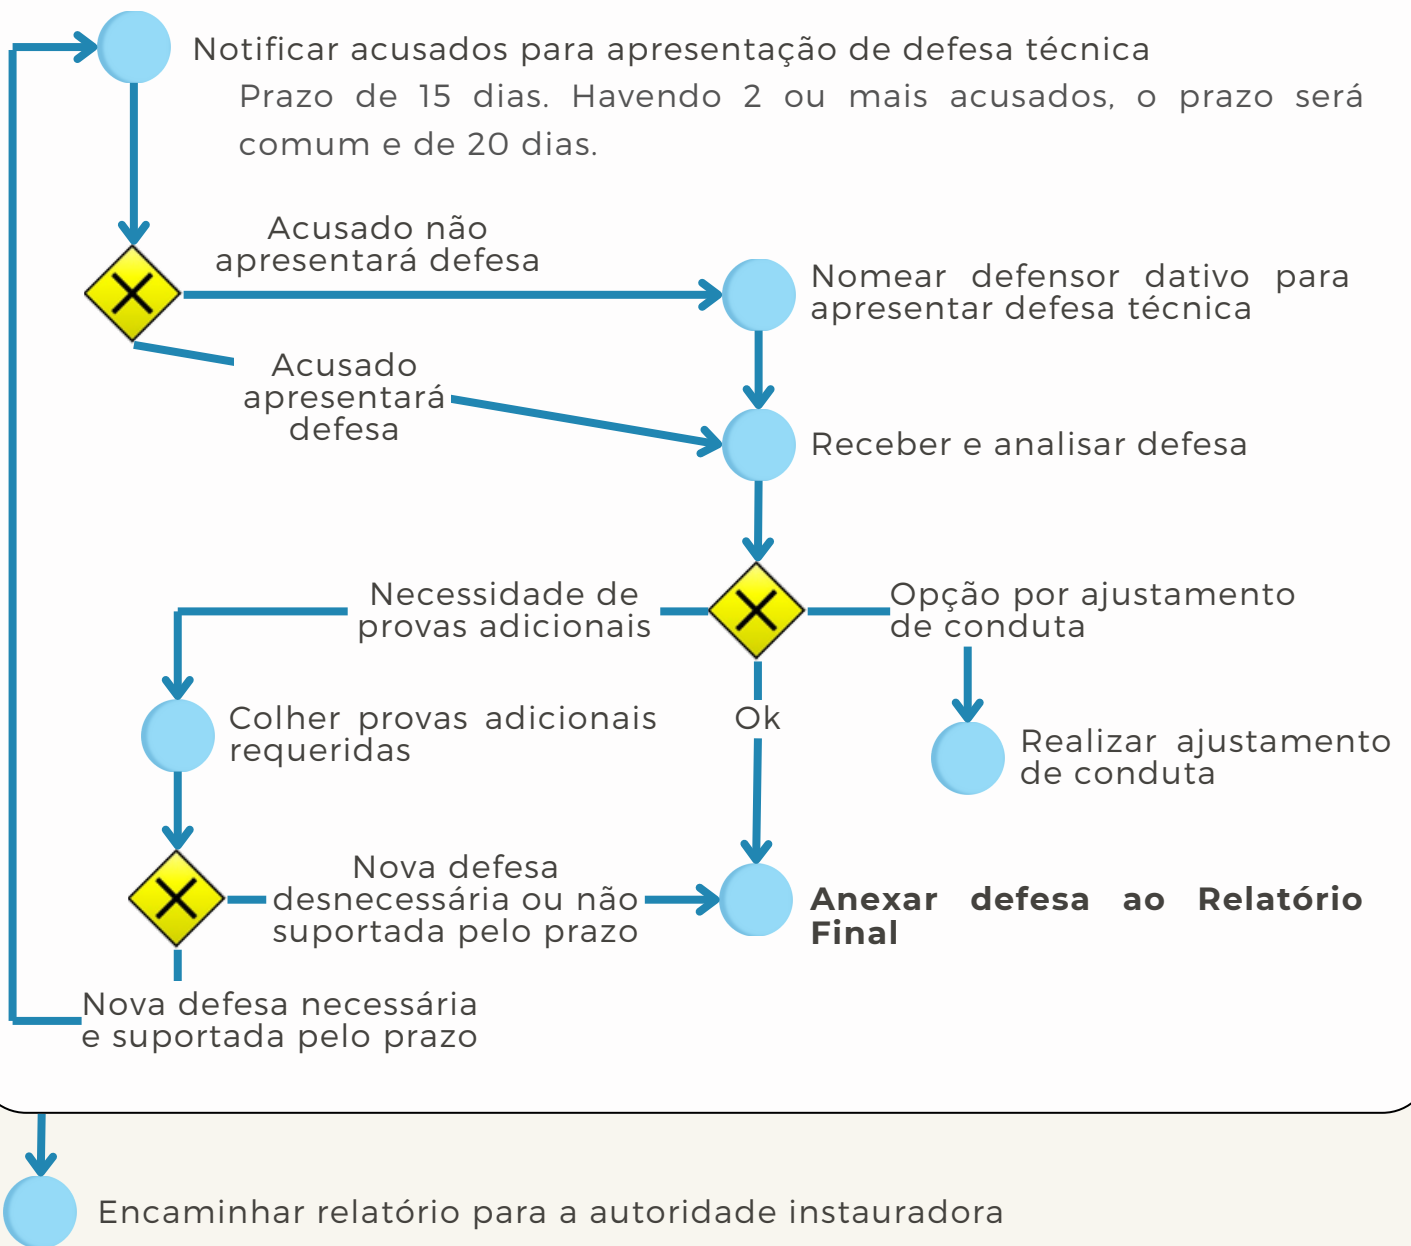 Notificar acusados para apresentação de defesa técnica
Prazo de 15 dias. Havendo 2 ou mais acusados, o prazo será
comum e de 20 dias.
Acusado não
apresentará defesa
Nomear defensor dativo para
apresentar defesa técnica
Acusado
apresentará
defesa
Receber e analisar defesa
Necessidade de
provas adicionais
Opção por ajustamento
de conduta
Colher provas adicionais
requeridas
Ok
Realizar ajustamento
de conduta
Nova defesa
desnecessária ou não
suportada pelo prazo
Anexar defesa ao Relatório
Final
Nova defesa necessária
e suportada pelo prazo
Encaminhar relatório para a autoridade instauradora